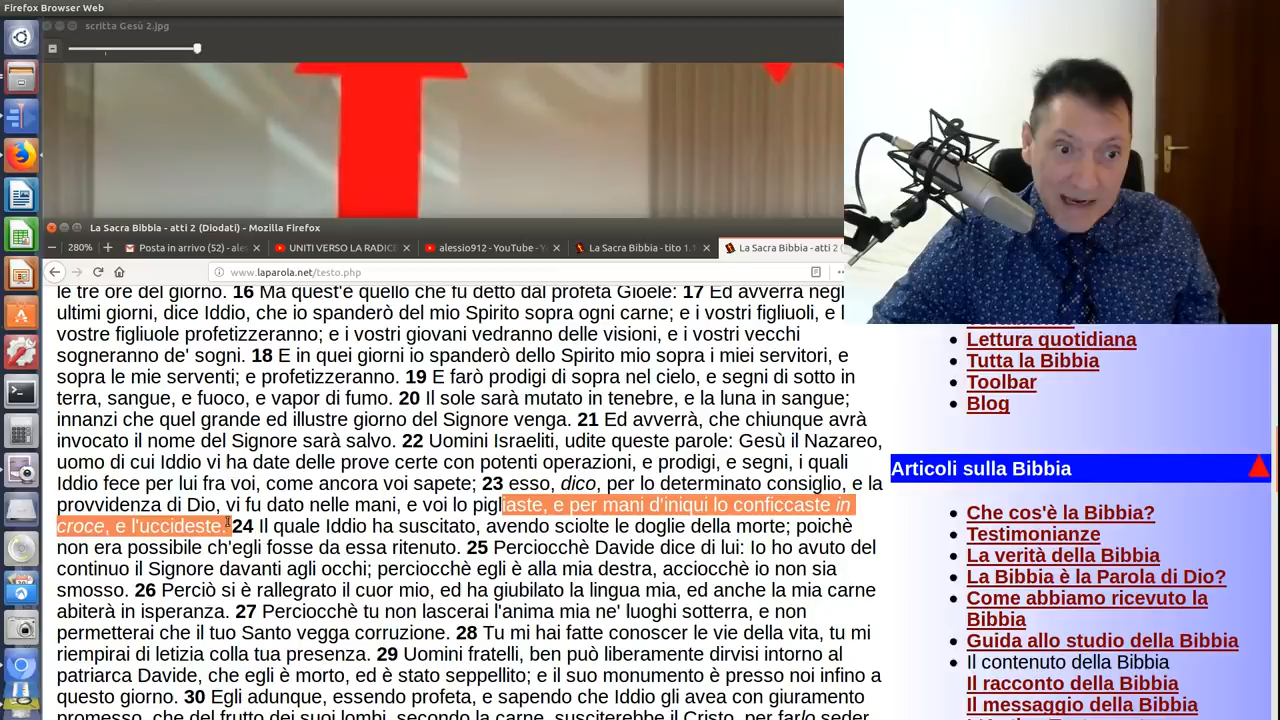 Firefox Browser Web
scritta Gesù 2.jpg
La Sacra Bibbia - atti 2 (Diodati) - Mozilla Firefox
280%
Posta in arrivo (52) - ale
UNITI VERSO LA RADICE
alessio912 - YouTube - Y
La Sacra Bibbia - tito 1.1
La Sacra Bibbia - atti 2 (
www.laparola.net/testo.php
le tre ore del giorno. 16 Ma quest'e quello che fu detto dal profeta Gioele: 17 Ed avverrà negl
ultimi giorni, dice Iddio, che io spanderò del mio Spirito sopra ogni carne; e i vostri figliuoli, e l
vostre figliuole profetizzeranno; e i vostri giovani vedranno delle visioni, e i vostri vecchi
sogneranno de' sogni. 18 E in quei giorni io spanderò dello Spirito mio sopra i miei servitori, e
sopra le mie serventi; e profetizzeranno. 19 E farò prodigi di sopra nel cielo, e segni di sotto in
terra, sangue, e fuoco, e vapor di fumo. 20 Il sole sarà mutato in tenebre, e la luna in sangue;
innanzi che quel grande ed illustre giorno del Signore venga. 21 Ed avverrà, che chiunque avrà
invocato il nome del Signore sarà salvo. 22 Uomini Israeliti, udite queste parole: Gesù il Nazareo,
uomo di cui Iddio vi ha date delle prove certe con potenti operazioni, e prodigi, e segni, i quali
Iddio fece per lui fra voi, come ancora voi sapete; 23 esso, dico, per lo determinato consiglio, e la
provvidenza di Dio, vi fu dato nelle mani, e voi lo pigliaste, e per mani d'iniqui lo conficcaste in
croce, e l'uccideste. 24 Il quale Iddio ha suscitato, avendo sciolte le doglie della morte; poichè
non era possibile ch'egli fosse da essa ritenuto. 25 Perciocchè Davide dice di lui: Io ho avuto del
continuo il Signore davanti agli occhi; perciocchè egli è alla mia destra, acciocchè io non sia
smosso. 26 Perciò si è rallegrato il cuor mio, ed ha giubilato la lingua mia, ed anche la mia carne
abiterà in isperanza. 27 Perciocchè tu non lascerai l'anima mia ne' luoghi sotterra, e non
permetterai che il tuo Santo vegga corruzione. 28 Tu mi hai fatte conoscere le vie della vita, tu mi
riempirai di letizia colla tua presenza. 29 Uomini fratelli, ben può liberamente dirvisi intorno al
patriarca Davide, che egli è morto, ed è stato seppellito; e il suo monumento è presso noi infino a
questo giorno. 30 Egli adunque, essendo profeta, e sapendo che Iddio gli avea con giuramento
promesso, che del frutto dei suoi lombi, secondo la carne, susciterebbe il Cristo, per farlo seder
Lettura quotidiana
Tutta la Bibbia
Toolbar
Blog
Articoli sulla Bibbia
Che cos'è la Bibbia?
Testimonianze
La verità della Bibbia
La Bibbia è la Parola di Dio?
Come abbiamo ricevuto la
Bibbia
Guida allo studio della Bibbia
Il contenuto della Bibbia
Il racconto della Bibbia
Il messaggio della Bibbia